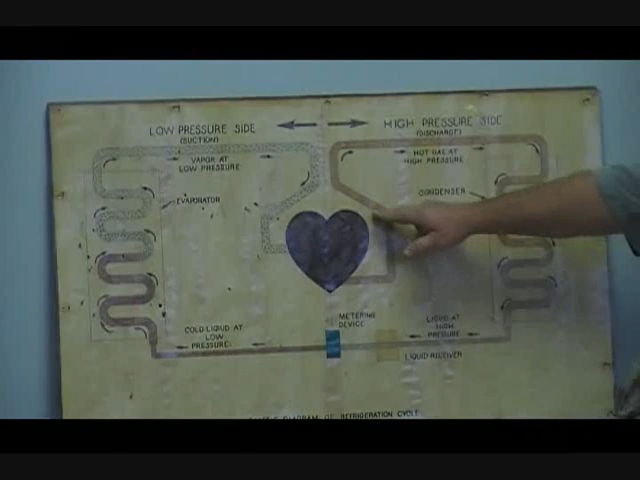 LOW PRESSURE SIDE
(SUCTION)
HIGH PRESSURE SIDE
(DISCHARGE)
VAPOR AT
LOW PRESSURE
HOT GAS AT
HIGH PRESSURE
EVAPORATOR
CONDENSER
METERING
DEVICE
COLD LIQUID AT
LOW
PRESSURE
LIQUID AT
HIGH
PRESSURE
LIQUID RECEIVER
DIAGRAM OF REFRIGERATION CYCLE